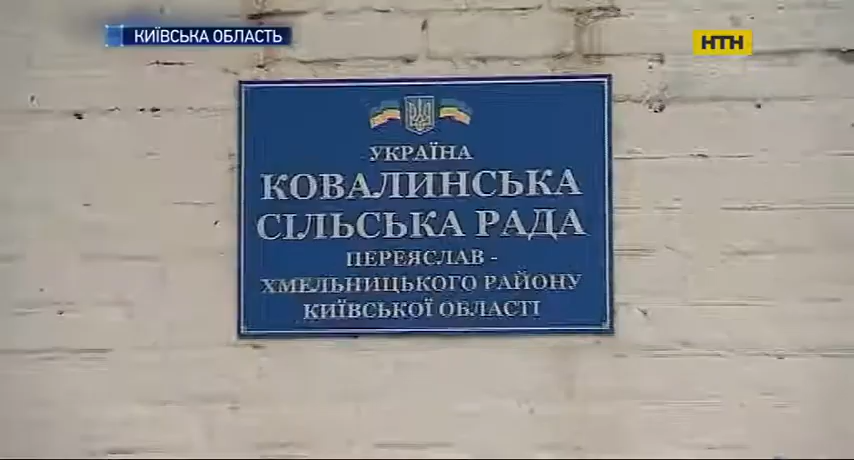 КИЇВСЬКА ОБЛАСТЬ
НТН
УКРАЇНА
КОВАЛИНСЬКА
СІЛЬСЬКА РАДА
ПЕРЕЯСЛАВ -
ХМЕЛЬНИЦЬКОГО РАЙОНУ
КИЇВСЬКОЇ ОБЛАСТІ